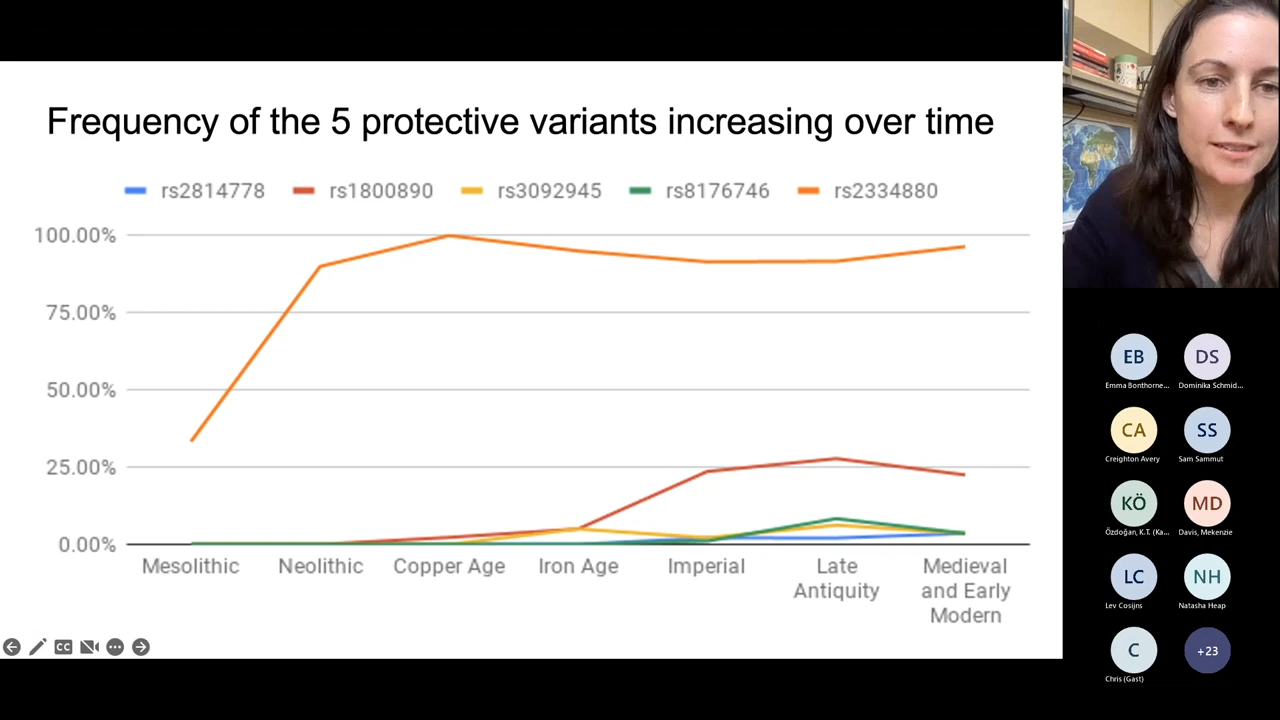 Frequency of the 5 protective variants increasing over time
rs2814778 rs1800890 rs3092945 rs8176746 rs2334880
100.00%
75.00%
50.00%
25.00%
0.00%
Mesolithic Neolithic Copper Age Iron Age Imperial Late Antiquity Medieval and Early Modern
CC
EB DS
Emma Bonthorne... Dominika Schmid...
CA SS
Creighton Avery Sam Sammut
KÖ MD
Özdoğan, K.T. (Ka... Davis, Mekenzie
LC NH
Lev Cosijns Natasha Heap
C +23
Chris (Gast)